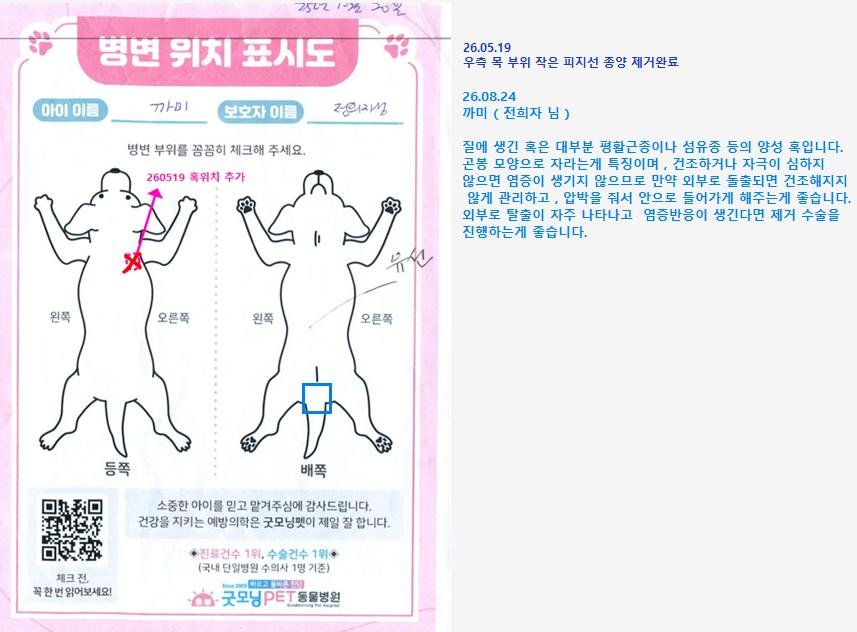 병변 위치 표시도
아이 이름 까미 보호자 이름
병변 부위를 꼼꼼히 체크해 주세요.
260519 혹위치 추가
유선
왼쪽 오른쪽 왼쪽 오른쪽
등쪽 배쪽
소중한 아이를 믿고 맡겨주심에 감사드립니다.
건강을 지키는 예방의학은 굿모닝펫이 제일 잘 합니다.
체크 전,
꼭 한 번 읽어보세요!
◈진료건수 1위, 수술건수 1위◈
(국내 단일병원 수의사 1명 기준)
Since 2003 빠르고 올바른 진단
굿모닝PET동물병원
Goodmorning Pet Hospital
26.05.19
우측 목 부위 작은 피지선 종양 제거완료
26.08.24
까미 ( 전희자 님 )
질에 생긴 혹은 대부분 평활근종이나 섬유종 등의 양성 혹입니다.
곤봉 모양으로 자라는게 특징이며 , 건조하거나 자극이 심하지
않으면 염증이 생기지 않으므로 만약 외부로 돌출되면 건조해지지
않게 관리하고 , 압박을 줘서 안으로 들어가게 해주는게 좋습니다.
외부로 탈출이 자주 나타나고 염증반응이 생긴다면 제거 수술을
진행하는게 좋습니다.